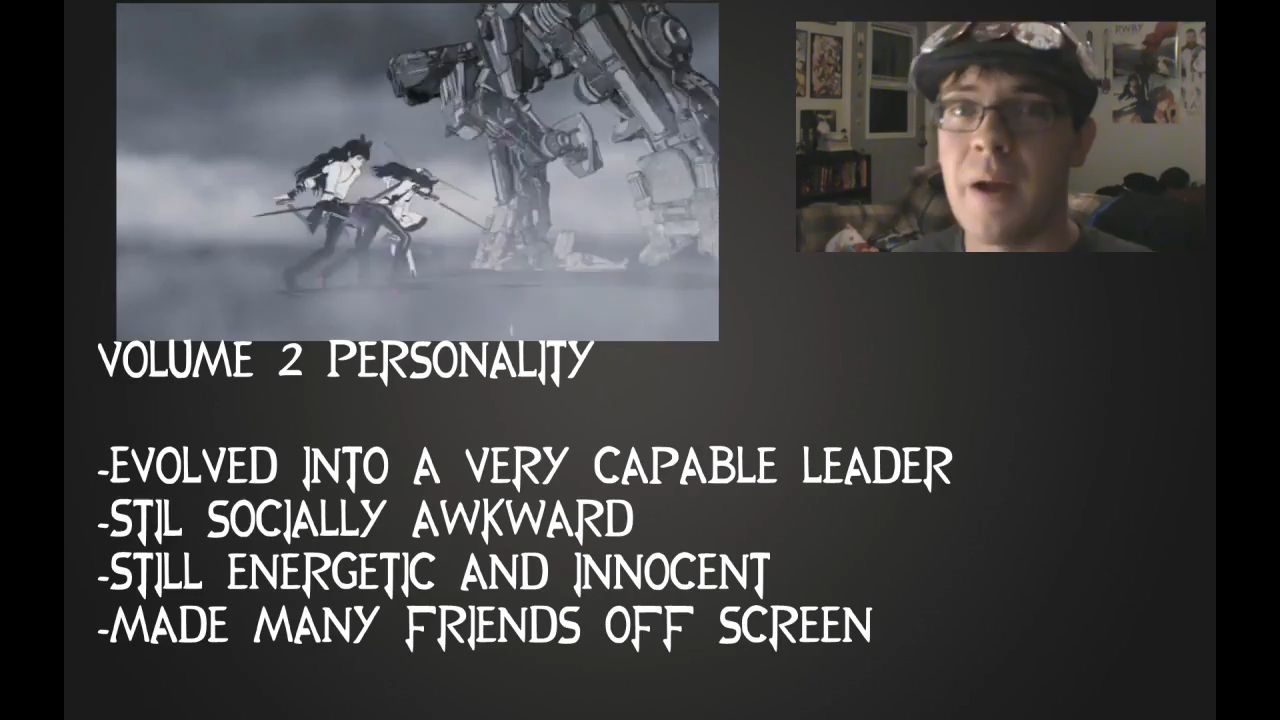 RWBY
VOLUME 2 PERSONALITY
-EVOLVED INTO A VERY CAPABLE LEADER
-STIL SOCIALLY AWKWARD
-STILL ENERGETIC AND INNOCENT
-MADE MANY FRIENDS OFF SCREEN